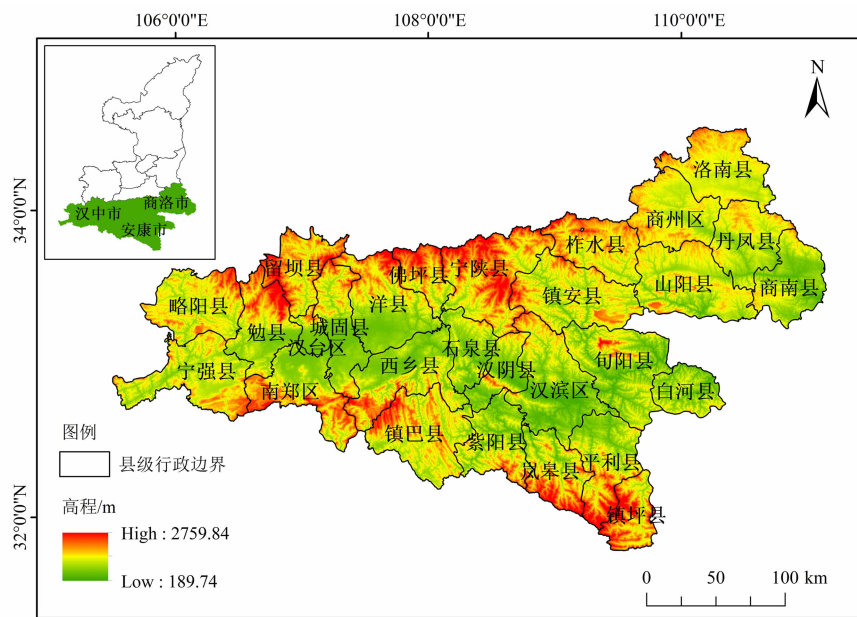 106°0'0"E
108°0'0"E
110°0'0"E
34°0'0"N
32°0'0"N
N
汉中市
商洛市
安康市
洛南县
商州区
丹凤县
柞水县
留坝县
佛坪县
宁陕县
山阳县
商南县
略阳县
洋县
镇安县
勉县
城固县
汉台区
石泉县
旬阳县
宁强县
西乡县
汉阴县
南郑区
汉滨区
白河县
镇巴县
紫阳县
岚皋县
平利县
镇坪县
图例
县级行政边界
高程/m
High : 2759.84
Low : 189.74
0 50 100 km